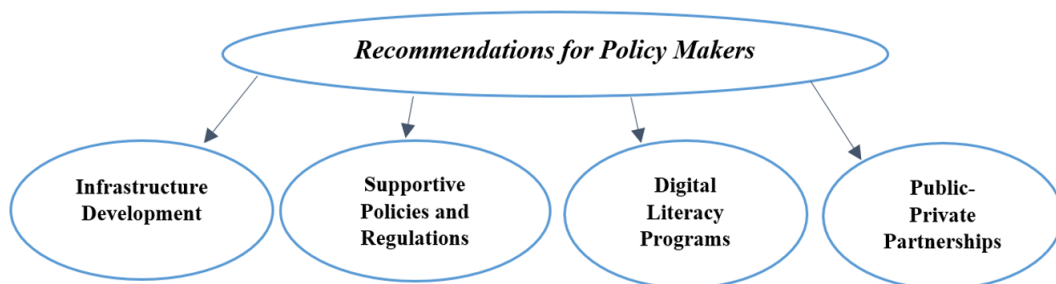 Recommendations for Policy Makers
Infrastructure
Development
Supportive
Policies and
Regulations
Digital
Literacy
Programs
Public-
Private
Partnerships